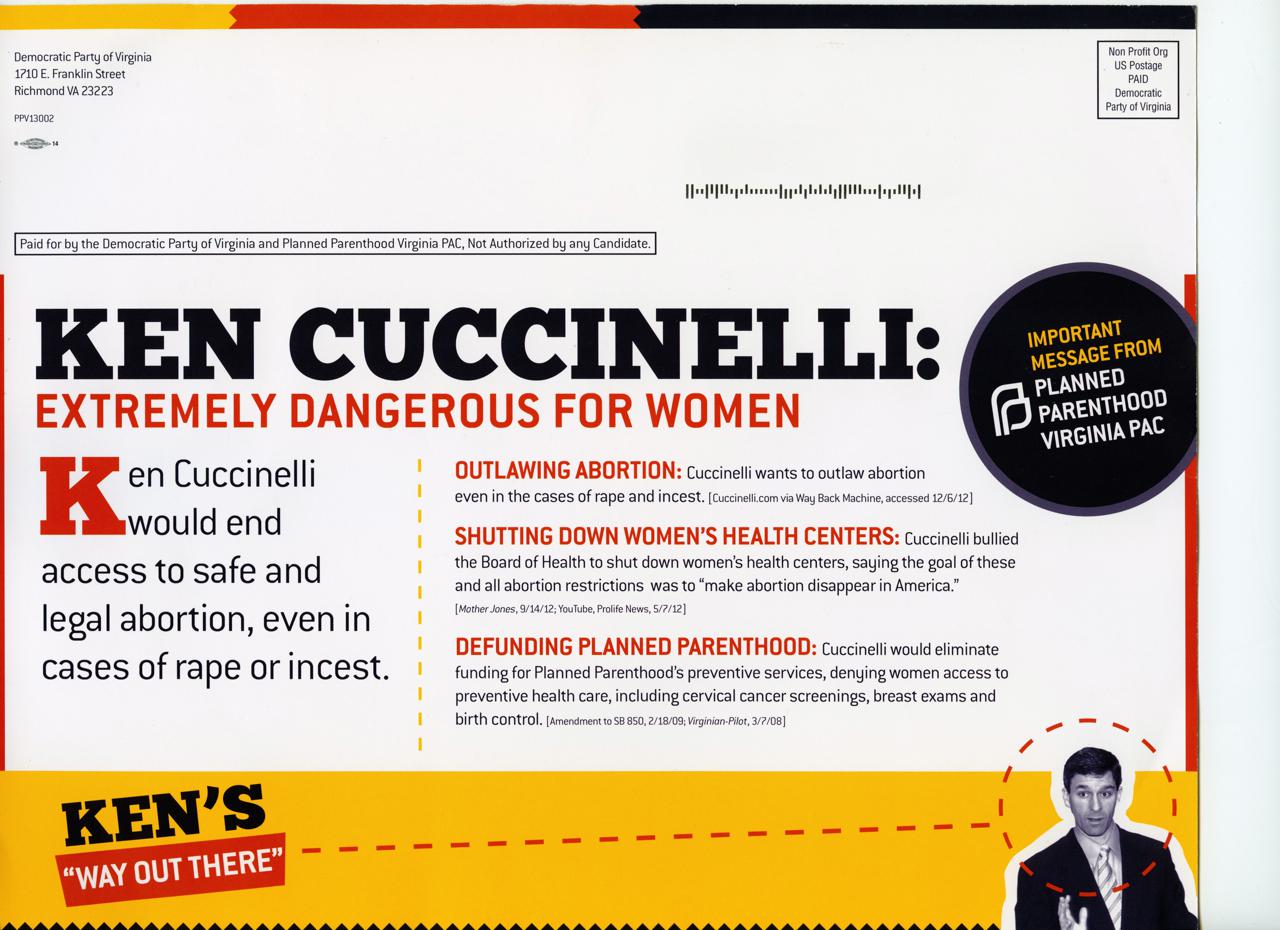 Democratic Party of Virginia
1710 E. Franklin Street
Richmond VA 23223
PPV13002
14
Non Profit Org
US Postage
PAID
Democratic
Party of Virginia
Paid for by the Democratic Party of Virginia and Planned Parenthood Virginia PAC, Not Authorized by any Candidate.
KEN CUCCINELLI:
EXTREMELY DANGEROUS FOR WOMEN
IMPORTANT
MESSAGE FROM
PLANNED
PARENTHOOD
VIRGINIA PAC
Ken Cuccinelli
would end
access to safe and
legal abortion, even in
cases of rape or incest.
OUTLAWING ABORTION: Cuccinelli wants to outlaw abortion
even in the cases of rape and incest. [Cuccinelli.com via Way Back Machine, accessed 12/6/12]
SHUTTING DOWN WOMEN'S HEALTH CENTERS: Cuccinelli bullied
the Board of Health to shut down women's health centers, saying the goal of these
and all abortion restrictions was to “make abortion disappear in America.”
[Mother Jones, 9/14/12; YouTube, Prolife News, 5/7/12]
DEFUNDING PLANNED PARENTHOOD: Cuccinelli would eliminate
funding for Planned Parenthood's preventive services, denying women access to
preventive health care, including cervical cancer screenings, breast exams and
birth control. [Amendment to SB 850, 2/18/09; Virginian-Pilot, 3/7/08]
KEN'S
“WAY OUT THERE”